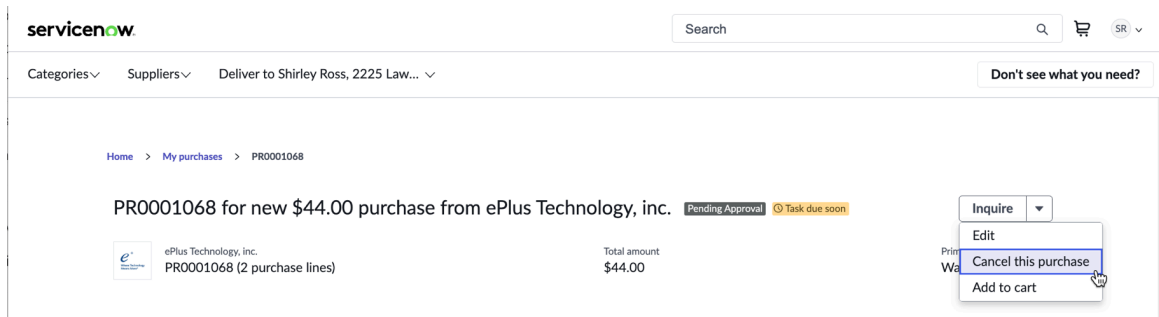 servicenow
Search
SR
Categories
Suppliers
Deliver to Shirley Ross, 2225 Law...
Don't see what you need?
Home > My purchases > PR0001068
PR0001068 for new $44.00 purchase from ePlus Technology, inc.
Pending Approval
Task due soon
Inquire
Edit
Cancel this purchase
Add to cart
ePlus Technology, inc.
PR0001068 (2 purchase lines)
Total amount
$44.00
Prim
Wa